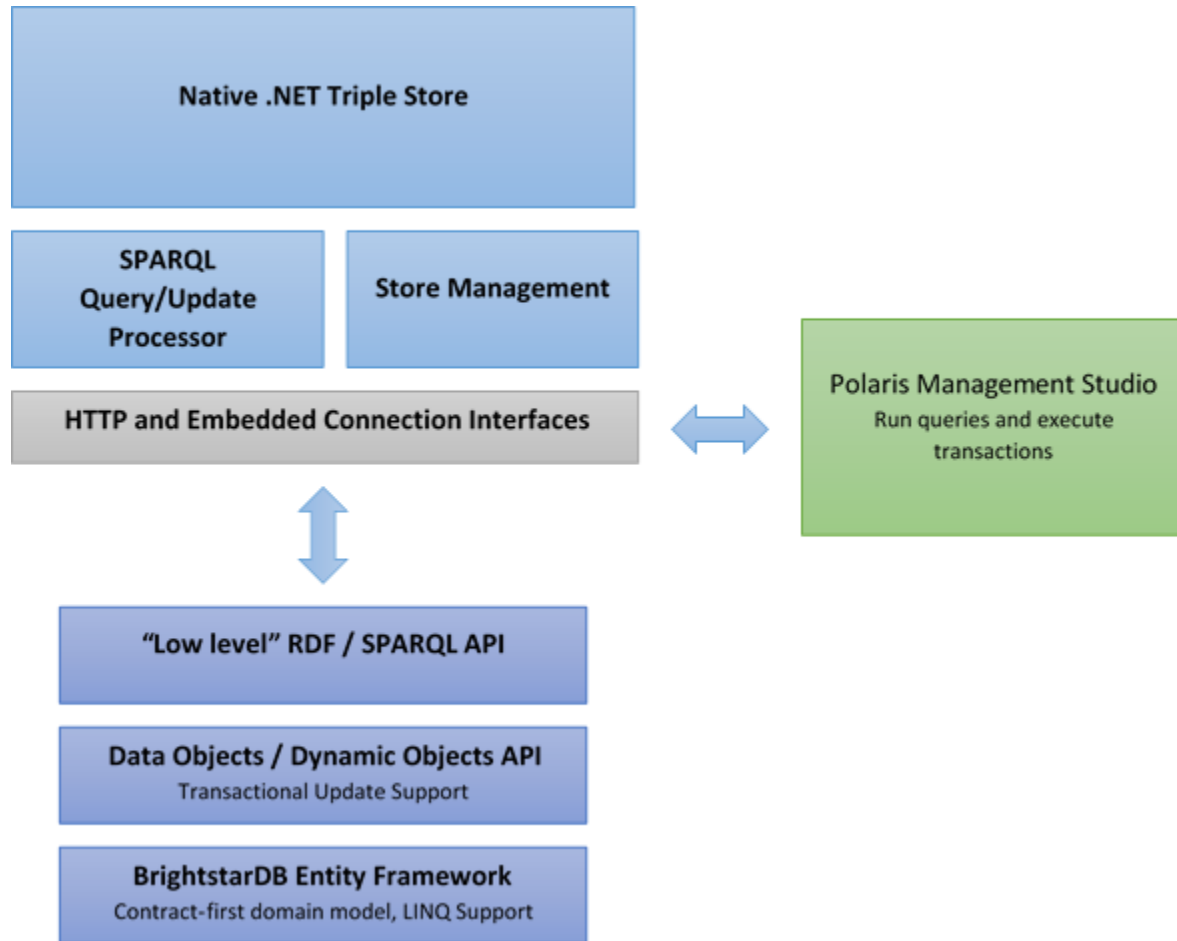 Native .NET Triple Store
SPARQL
Query/Update
Processor
Store Management
HTTP and Embedded Connection Interfaces
Polaris Management Studio
Run queries and execute
transactions
“Low level” RDF / SPARQL API
Data Objects / Dynamic Objects API
Transactional Update Support
BrightstarDB Entity Framework
Contract-first domain model, LINQ Support